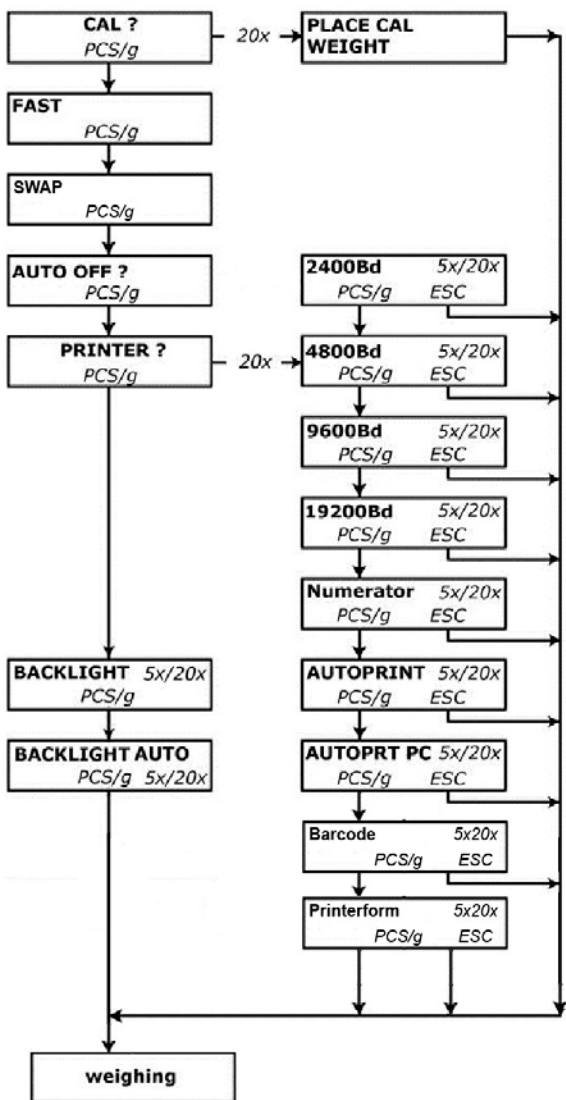 CAL ?
PCS/g
20x
PLACE CAL
WEIGHT
FAST
PCS/g
SWAP
PCS/g
AUTO OFF ?
PCS/g
PRINTER ?
PCS/g
20x
2400Bd 5x/20x
PCS/g ESC
4800Bd 5x/20x
PCS/g ESC
9600Bd 5x/20x
PCS/g ESC
19200Bd 5x/20x
PCS/g ESC
Numerator 5x/20x
PCS/g ESC
BACKLIGHT 5x/20x
PCS/g
AUTOPRINT 5x/20x
PCS/g ESC
BACKLIGHT AUTO
PCS/g 5x/20x
AUTOPRT PC 5x/20x
PCS/g ESC
Barcode 5x20x
PCS/g ESC
Printerform 5x20x
PCS/g ESC
weighing